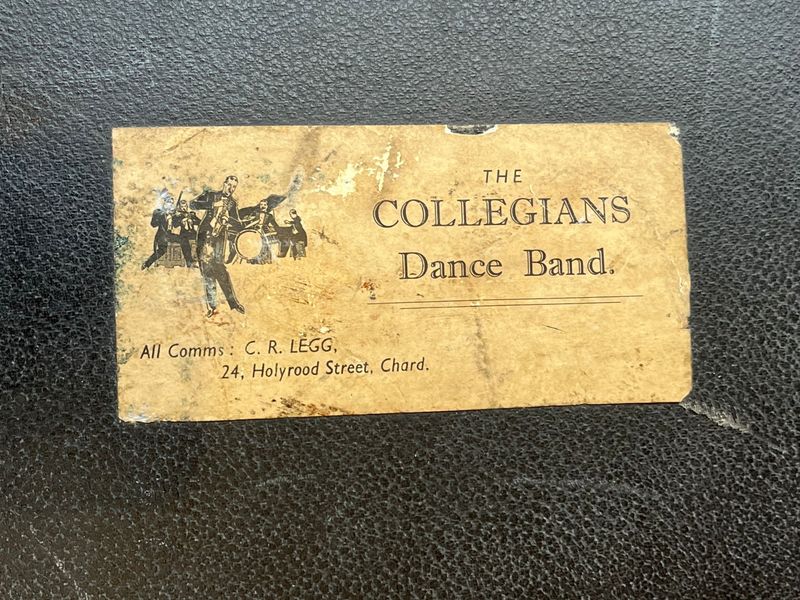 THE
COLLEGIANS
Dance Band.
All Comms: C. R. LEGG,
24, Holyrood Street, Chard.